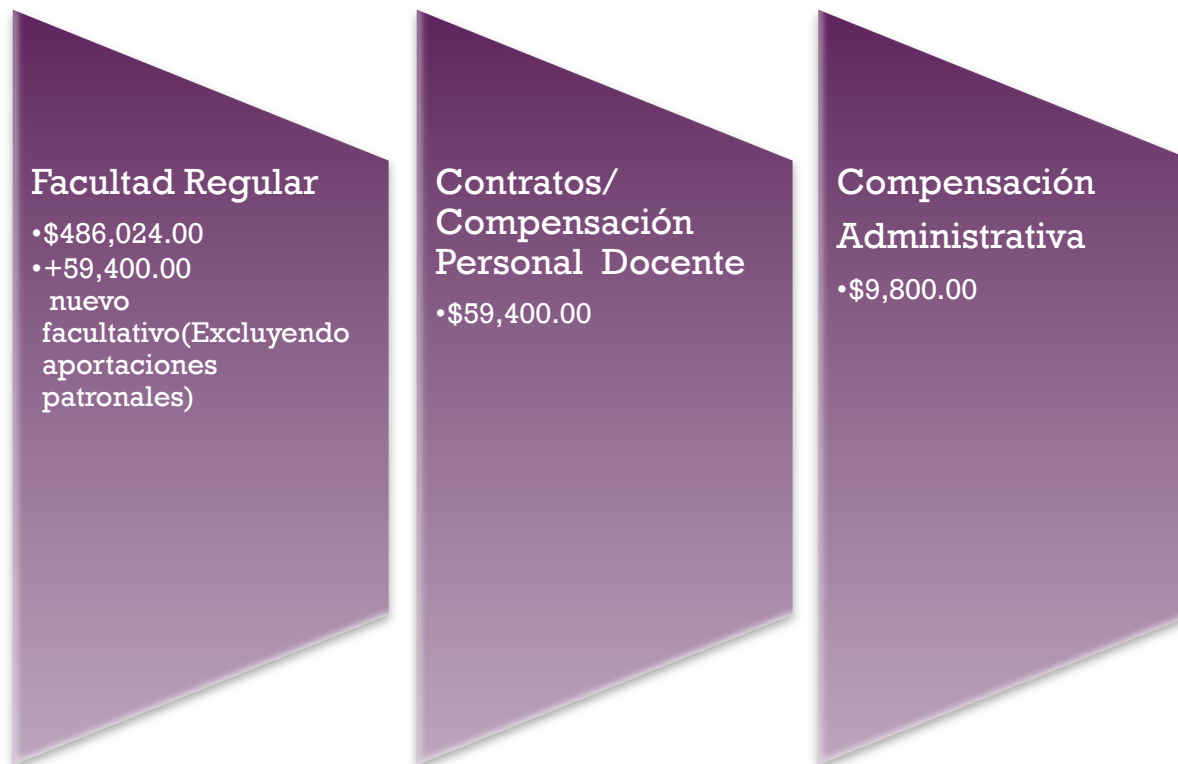 Facultad Regular
•$486,024.00
•+59,400.00
nuevo
facultativo(Excluyendo
aportaciones
patronales)
Contratos/
Compensación
Personal Docente
•$59,400.00
Compensación
Administrativa
•$9,800.00